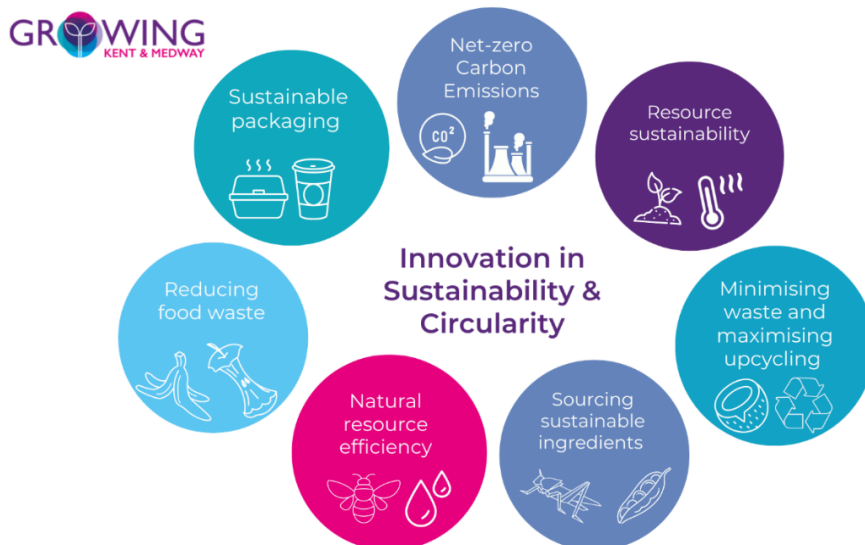 GROWING
KENT & MEDWAY
Net-zero
Carbon
Emissions
CO²
Sustainable
packaging
Resource
sustainability
Innovation in
Sustainability &
Circularity
Reducing
food waste
Minimising
waste and
maximising
upcycling
Natural
resource
efficiency
Sourcing
sustainable
ingredients